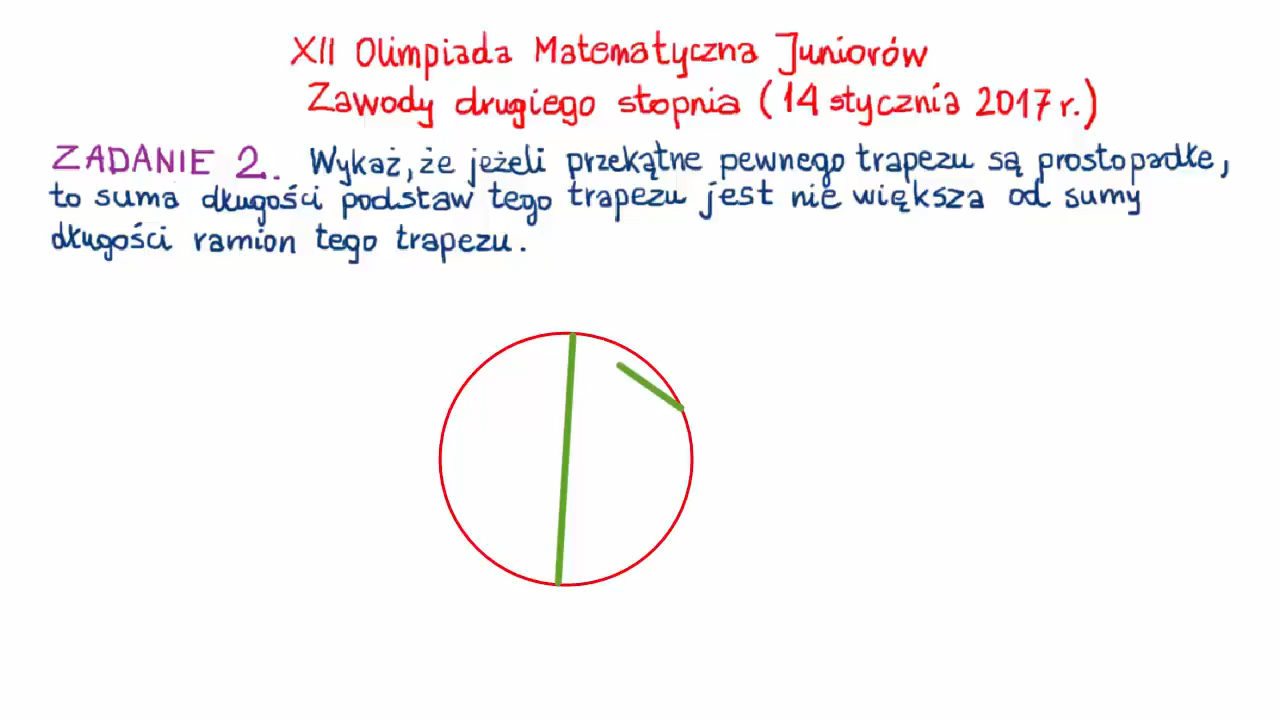 XII Olimpiada Matematyczna Juniorów
Zawody drugiego stopnia (14 stycznia 2017 r.)
ZADANIE 2. Wykaż, że jeżeli przekątne pewnego trapezu są prostopadłe,
to suma długości podstaw tego trapezu jest nie większa od sumy
długości ramion tego trapezu.